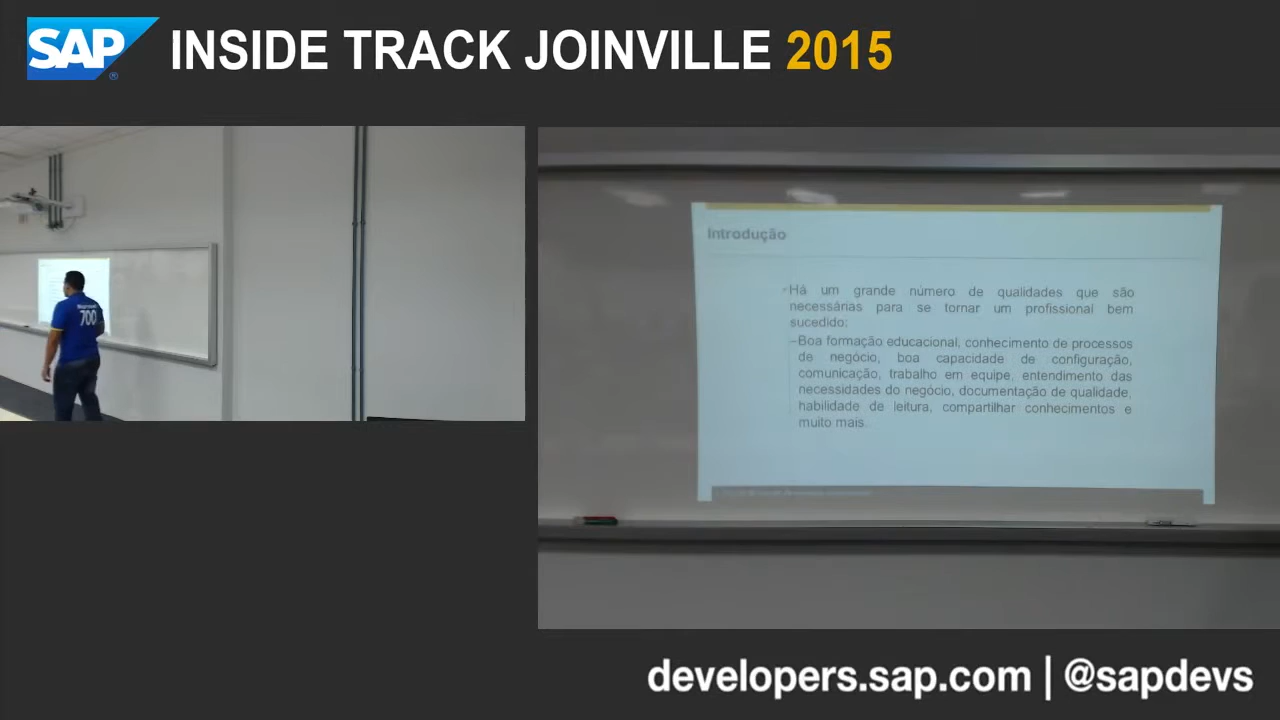 SAP
INSIDE TRACK JOINVILLE 2015
700
Introdução
Há um grande número de qualidades que são
necessárias para se tornar um profissional bem
sucedido:
–Boa formação educacional, conhecimento de processos
de negócio, boa capacidade de configuração,
comunicação, trabalho em equipe, entendimento das
necessidades do negócio, documentação de qualidade,
habilidade de leitura, compartilhar conhecimentos e
muito mais.
developers.sap.com | @sapdevs